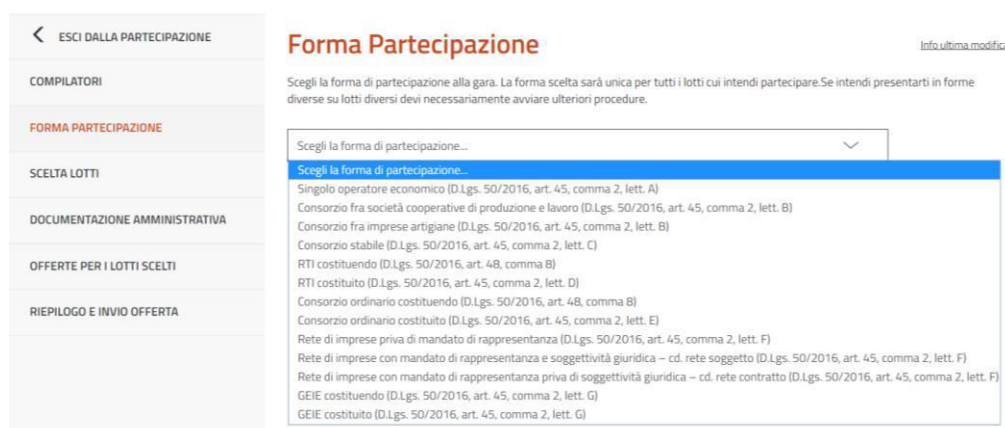 ESCI DALLA PARTECIPAZIONE
COMPILATORI
FORMA PARTECIPAZIONE
SCELTA LOTTI
DOCUMENTAZIONE AMMINISTRATIVA
OFFERTE PER I LOTTI SCELTI
RIEPILOGO E INVIO OFFERTA
Forma Partecipazione
Info ultima modific
Scegli la forma di partecipazione alla gara. La forma scelta sarà unica per tutti i lotti cui intendi partecipare.Se intendi presentarti in forme
diverse su lotti diversi devi necessariamente avviare ulteriori procedure.
Scegli la forma di partecipazione...
Scegli la forma di partecipazione...
Singolo operatore economico (D.Lgs. 50/2016, art. 45, comma 2, lett. A)
Consorzio fra società cooperative di produzione e lavoro (D.Lgs. 50/2016, art. 45, comma 2, lett. B)
Consorzio fra imprese artigiane (D.Lgs. 50/2016, art. 45, comma 2, lett. B)
Consorzio stabile (D.Lgs. 50/2016, art. 45, comma 2, lett. C)
RTI costituendo (D.Lgs. 50/2016, art. 48, comma 8)
RTI costituito (D.Lgs. 50/2016, art. 45, comma 2, lett. D)
Consorzio ordinario costituendo (D.Lgs. 50/2016, art. 48, comma 8)
Consorzio ordinario costituito (D.Lgs. 50/2016, art. 45, comma 2, lett. E)
Rete di imprese priva di mandato di rappresentanza (D.Lgs. 50/2016, art. 45, comma 2, lett. F)
Rete di imprese con mandato di rappresentanza e soggettività giuridica – cd. rete soggetto (D.Lgs. 50/2016, art. 45, comma 2, lett. F)
Rete di imprese con mandato di rappresentanza priva di soggettività giuridica – cd. rete contratto (D.Lgs. 50/2016, art. 45, comma 2, lett. F)
GEIE costituendo (D.Lgs. 50/2016, art. 45, comma 2, lett. G)
GEIE costituito (D.Lgs. 50/2016, art. 45, comma 2, lett. G)